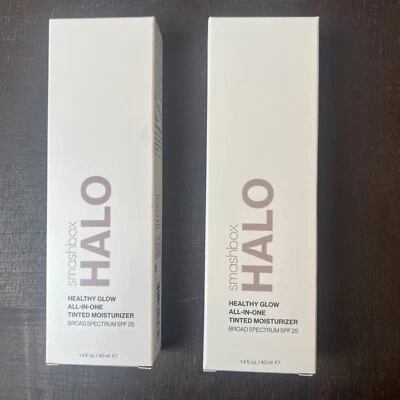 smashbox
HALO
HEALTHY GLOW
ALL-IN-ONE
TINTED MOISTURIZER
BROAD SPECTRUM SPF 25
1.4 fl. oz. / 40 ml ℮
smashbox
HALO
HEALTHY GLOW
ALL-IN-ONE
TINTED MOISTURIZER
BROAD SPECTRUM SPF 25
1.4 fl. oz. / 40 ml ℮